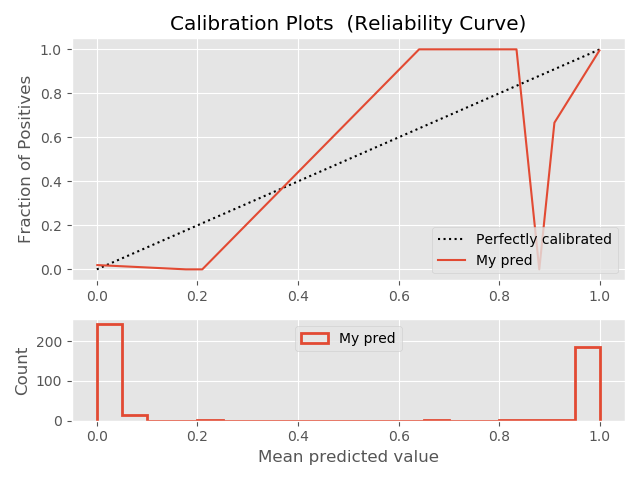 Calibration Plots  (Reliability Curve)
1.0
0.8
0.6
0.4
0.2
0.0
Fraction of Positives
Perfectly calibrated
My pred
0.0 0.2 0.4 0.6 0.8 1.0
My pred
200
100
0
Count
0.0 0.2 0.4 0.6 0.8 1.0
Mean predicted value